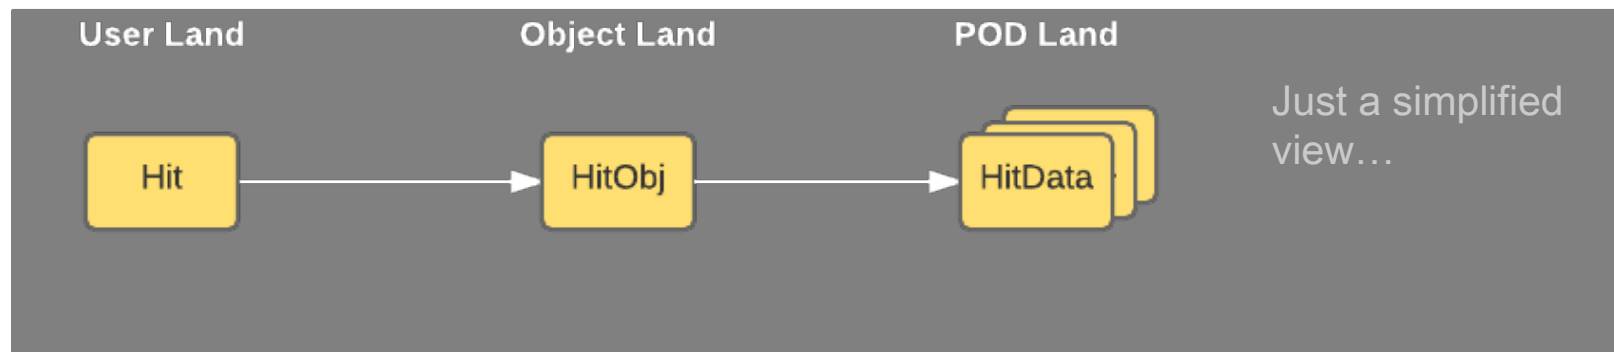 User Land
Object Land
POD Land
Just a simplified
view…
Hit
HitObj
HitData